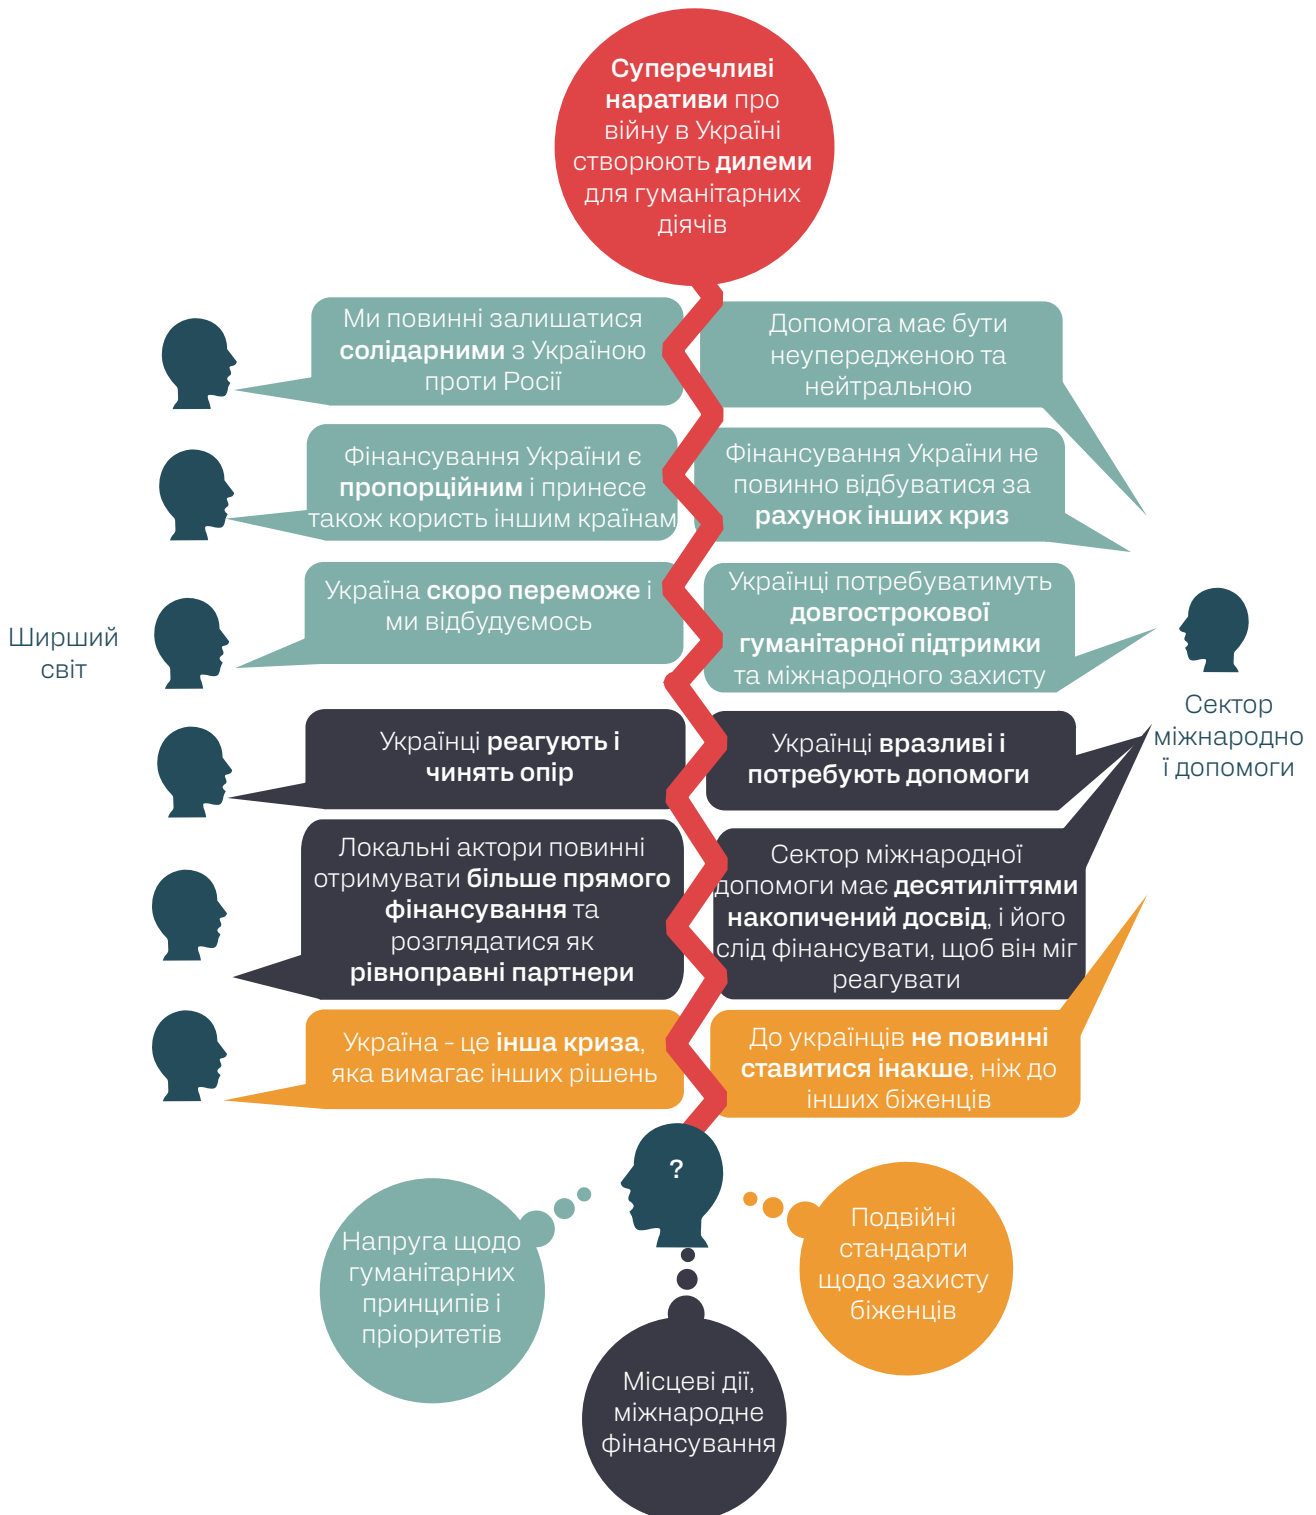 Суперечливі
наративи про
війну в Україні
створюють дилеми
для гуманітарних
діячів
Ми повинні залишатися
солідарними з Україною
проти Росії
Допомога має бути
неупередженою та
нейтральною
Фінансування України є
пропорційним і принесе
також користь іншим країнам
Фінансування України не
повинно відбуватися за
рахунок інших криз
Україна скоро переможе і
ми відбудуємось
Українці потребуватимуть
довгострокової
гуманітарної підтримки
та міжнародного захисту
Ширший
світ
Сектор
міжнародно
ї допомоги
Українці реагують і
чинять опір
Українці вразливі і
потребують допомоги
Локальні актори повинні
отримувати більше прямого
фінансування та
розглядатися як
рівноправні партнери
Сектор міжнародної
допомоги має десятиліттями
накопичений досвід, і його
слід фінансувати, щоб він міг
реагувати
Україна - це інша криза,
яка вимагає інших рішень
До українців не повинні
ставитися інакше, ніж до
інших біженців
?
Напруга щодо
гуманітарних
принципів і
пріоритетів
Місцеві дії,
міжнародне
фінансування
Подвійні
стандарти
щодо захисту
біженців